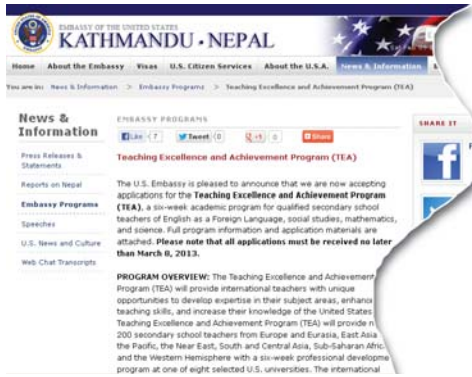 EMBASSY OF THE UNITED STATES
KATHMANDU • NEPAL
Home About the Embassy Visas U.S. Citizen Services About the U.S.A. News & Information
You are in: News & Information > Embassy Programs > Teaching Excellence and Achievement Program (TEA)
News &
Information
Press Releases &
Statements
Reports on Nepal
Embassy Programs
Speeches
U.S. News and Culture
Web Chat Transcripts
EMBASSY PROGRAMS
Like 7 Tweet 0 +1 0 Share
Teaching Excellence and Achievement Program (TEA)
The U.S. Embassy is pleased to announce that we are now accepting
applications for the Teaching Excellence and Achievement Program
(TEA), a six-week academic program for qualified secondary school
teachers of English as a Foreign Language, social studies, mathematics,
and science. Full program information and application materials are
attached. Please note that all applications must be received no later
than March 8, 2013.
PROGRAM OVERVIEW: The Teaching Excellence and Achievement
Program (TEA) will provide international teachers with unique
opportunities to develop expertise in their subject areas, enhance
teaching skills, and increase their knowledge of the United States.
Teaching Excellence and Achievement Program (TEA) will provide
200 secondary school teachers from Europe and Eurasia, East Asia
the Pacific, the Near East, South and Central Asia, Sub-Saharan
and the Western Hemisphere with a six-week professional
program at one of eight selected U.S. universities. The international
SHARE IT